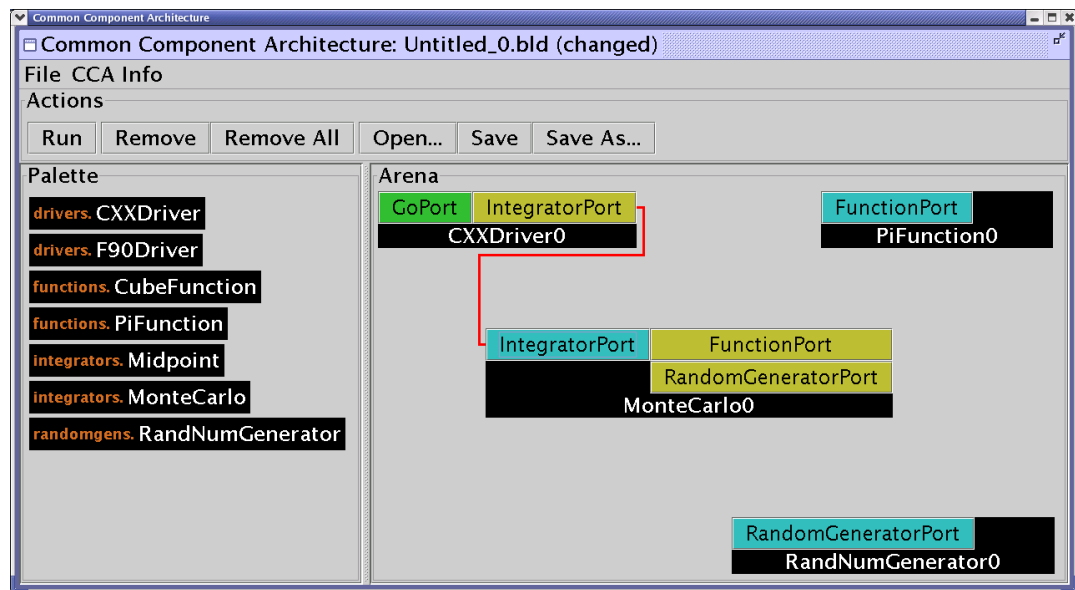 Common Component Architecture
Common Component Architecture: Untitled_0.bld (changed)
File CCA Info
Actions
Run Remove Remove All Open... Save Save As...
Palette
drivers. CXXDriver
drivers. F90Driver
functions. CubeFunction
functions. PiFunction
integrators. Midpoint
integrators. MonteCarlo
randomgens. RandNumGenerator
Arena
GoPort IntegratorPort
CXXDriver0
FunctionPort
PiFunction0
IntegratorPort FunctionPort
RandomGeneratorPort
MonteCarlo0
RandomGeneratorPort
RandNumGenerator0